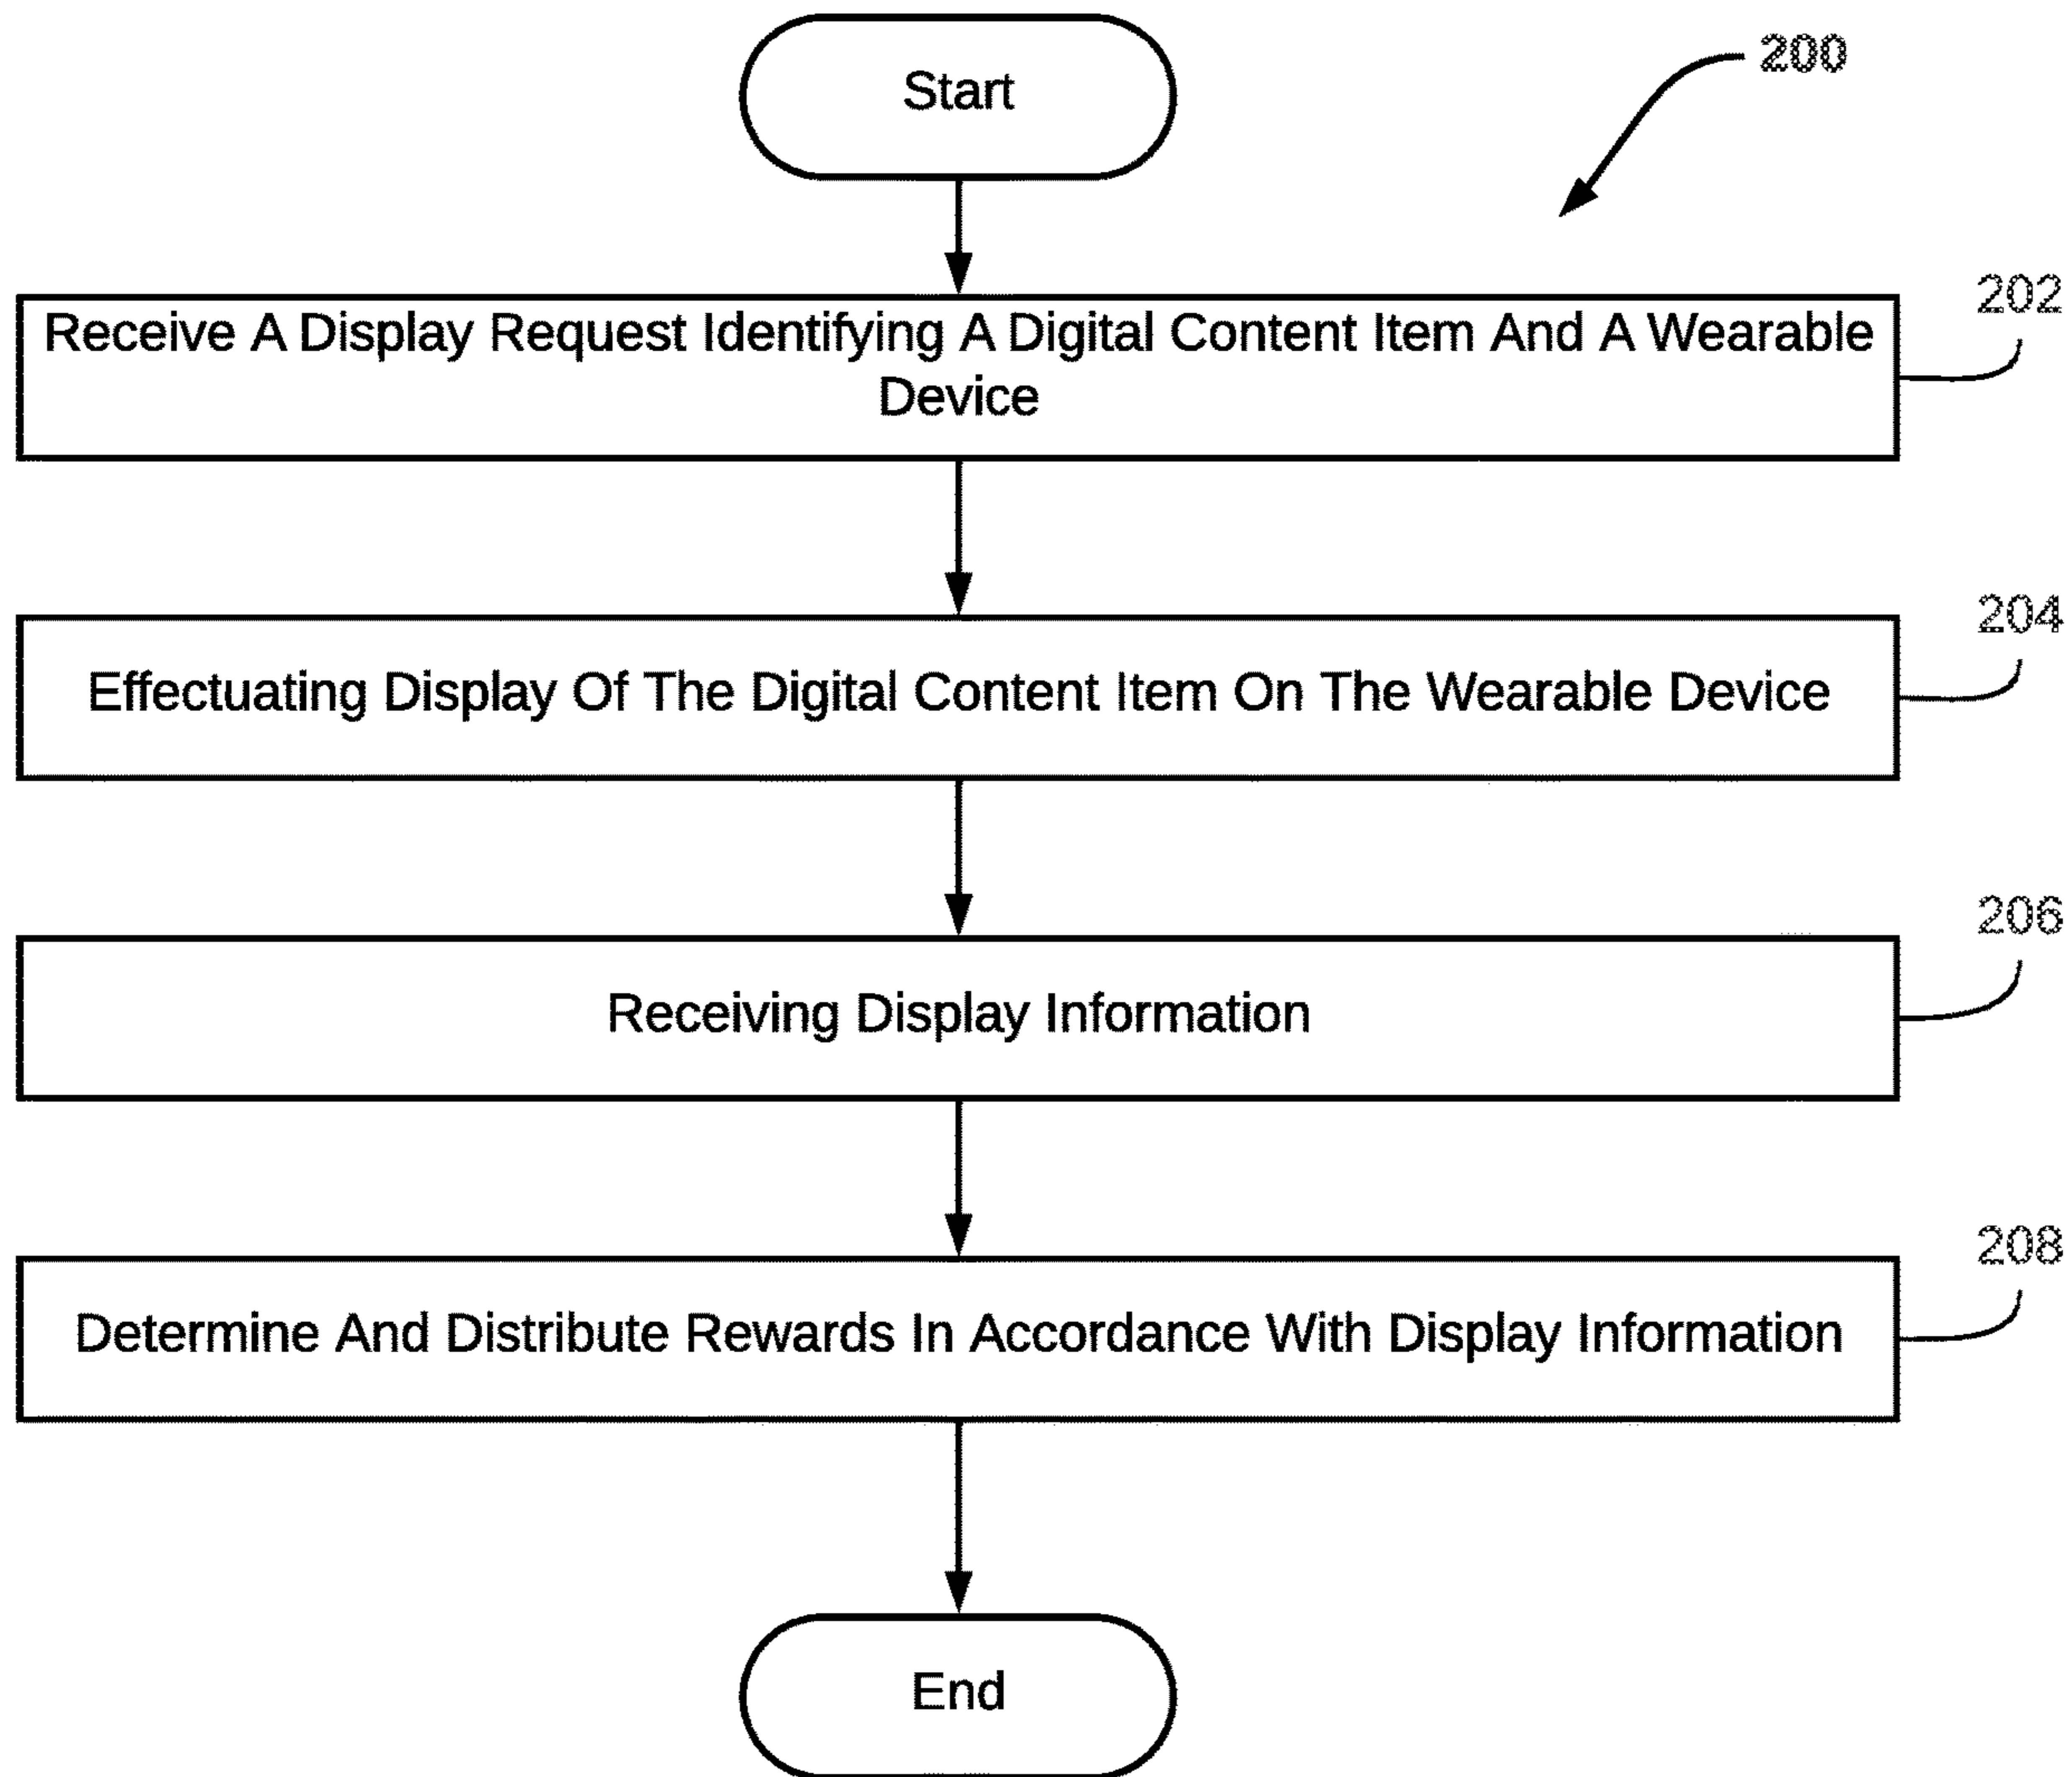 Start
200
202
Receive A Display Request Identifying A Digital Content Item And A Wearable
Device
204
Effectuating Display Of The Digital Content Item On The Wearable Device
206
Receiving Display Information
208
Determine And Distribute Rewards In Accordance With Display Information
End